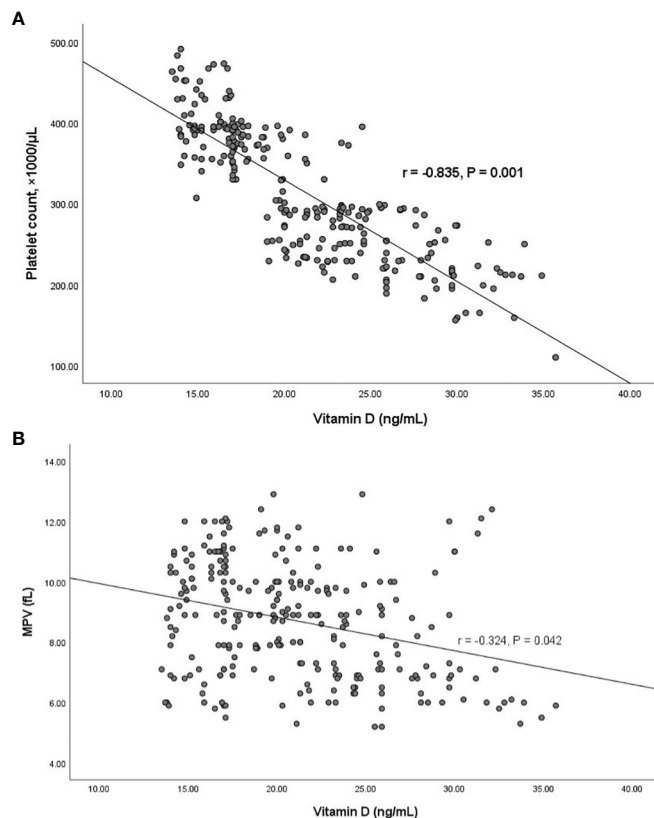 A
500.00
400.00
300.00
200.00
100.00
Platelet count, ×1000/µL
r = -0.835, P = 0.001
10.00 15.00 20.00 25.00 30.00 35.00 40.00
Vitamin D (ng/mL)
B
14.00
12.00
10.00
8.00
6.00
4.00
MPV (fL)
r = -0.324, P = 0.042
10.00 15.00 20.00 25.00 30.00 35.00 40.00
Vitamin D (ng/mL)